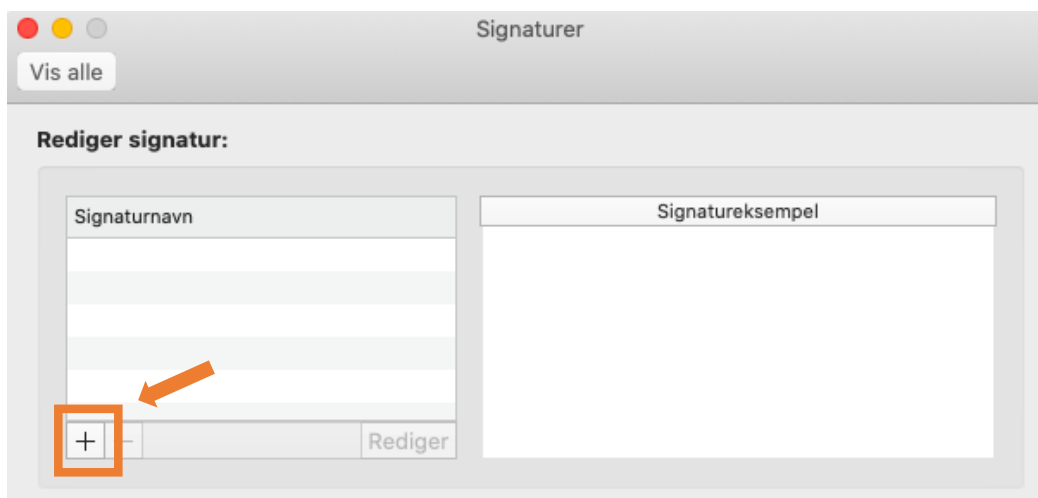 Signaturer
Vis alle
Rediger signatur:
Signaturnavn
Signatureksempel
+ − Rediger